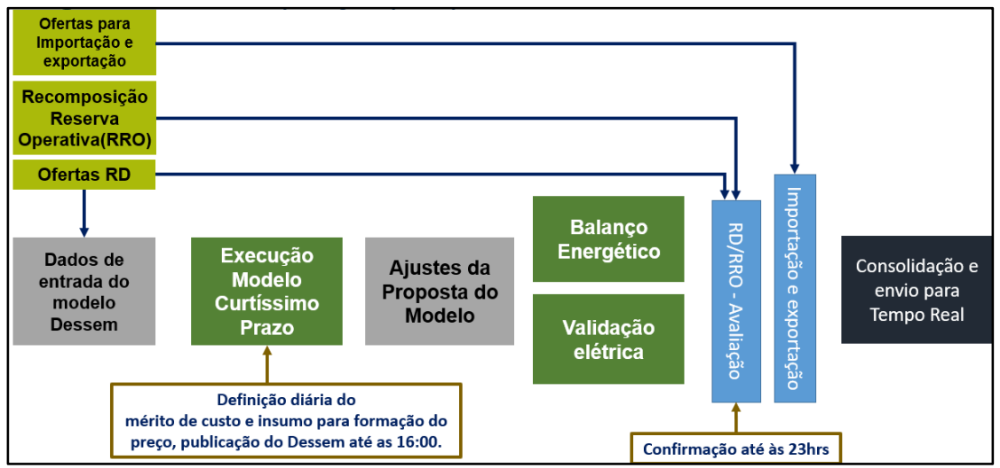 Ofertas para
Importação e
exportação
Recomposição
Reserva
Operativa(RRO)
Ofertas RD
Dados de
entrada do
modelo
Dessem
Execução
Modelo
Curtíssimo
Prazo
Ajustes da
Proposta do
Modelo
Balanço
Energético
Validação
elétrica
RD/RRO - Avaliação
Importação e exportação
Consolidação e
envio para
Tempo Real
Definição diária do
mérito de custo e insumo para formação do
preço, publicação do Dessem até as 16:00.
Confirmação até às 23hrs